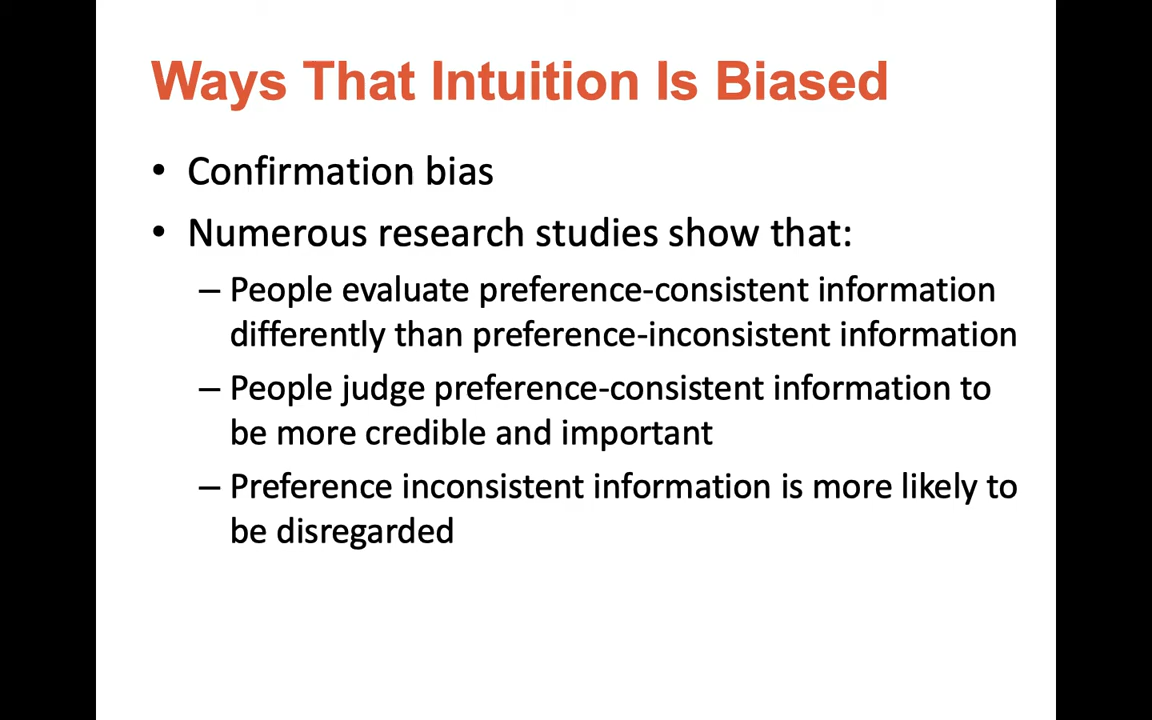 Ways That Intuition Is Biased
• Confirmation bias
• Numerous research studies show that:
– People evaluate preference-consistent information
differently than preference-inconsistent information
– People judge preference-consistent information to
be more credible and important
– Preference inconsistent information is more likely to
be disregarded